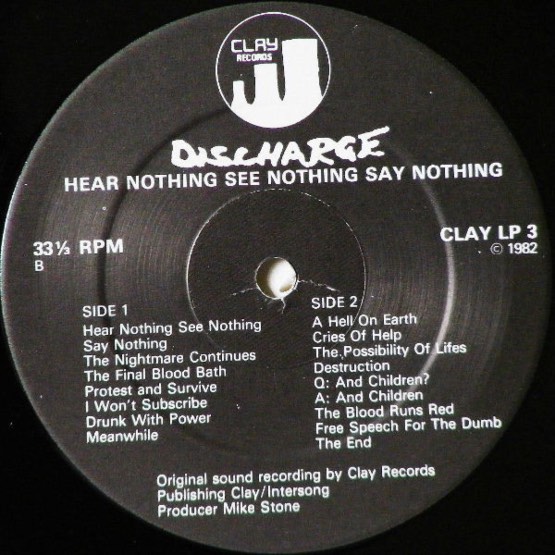 CLAY
RECORDS
DISCHARGE
HEAR NOTHING SEE NOTHING SAY NOTHING
33⅓ RPM
B
CLAY LP 3
© 1982
SIDE 1
Hear Nothing See Nothing
Say Nothing
The Nightmare Continues
The Final Blood Bath
Protest and Survive
I Won't Subscribe
Drunk With Power
Meanwhile
SIDE 2
A Hell On Earth
Cries Of Help
The Possibility Of Lifes
Destruction
Q: And Children?
A: And Children
The Blood Runs Red
Free Speech For The Dumb
The End
Original sound recording by Clay Records
Publishing Clay/Intersong
Producer Mike Stone